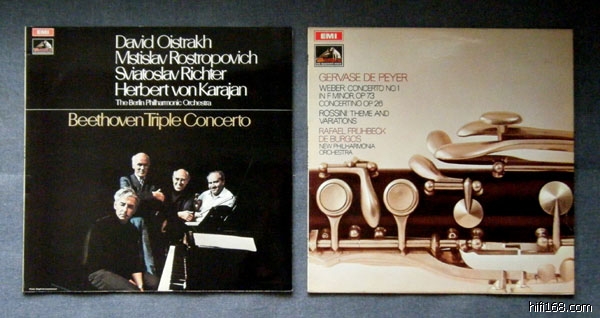 EMI
David Oistrakh
Mstislav Rostropovich
Sviatoslav Richter
Herbert von Karajan
The Berlin Philharmonic Orchestra
Beethoven Triple Concerto
EMI
GERVASE DE PEYER
WEBER: CONCERTO NO.1
IN F MINOR, OP.73
CONCERTINO OP.26
ROSSINI: THEME AND
VARIATIONS
RAFAEL FRÜHBECK
DE BURGOS
NEW PHILHARMONIA
ORCHESTRA
hifi168.com